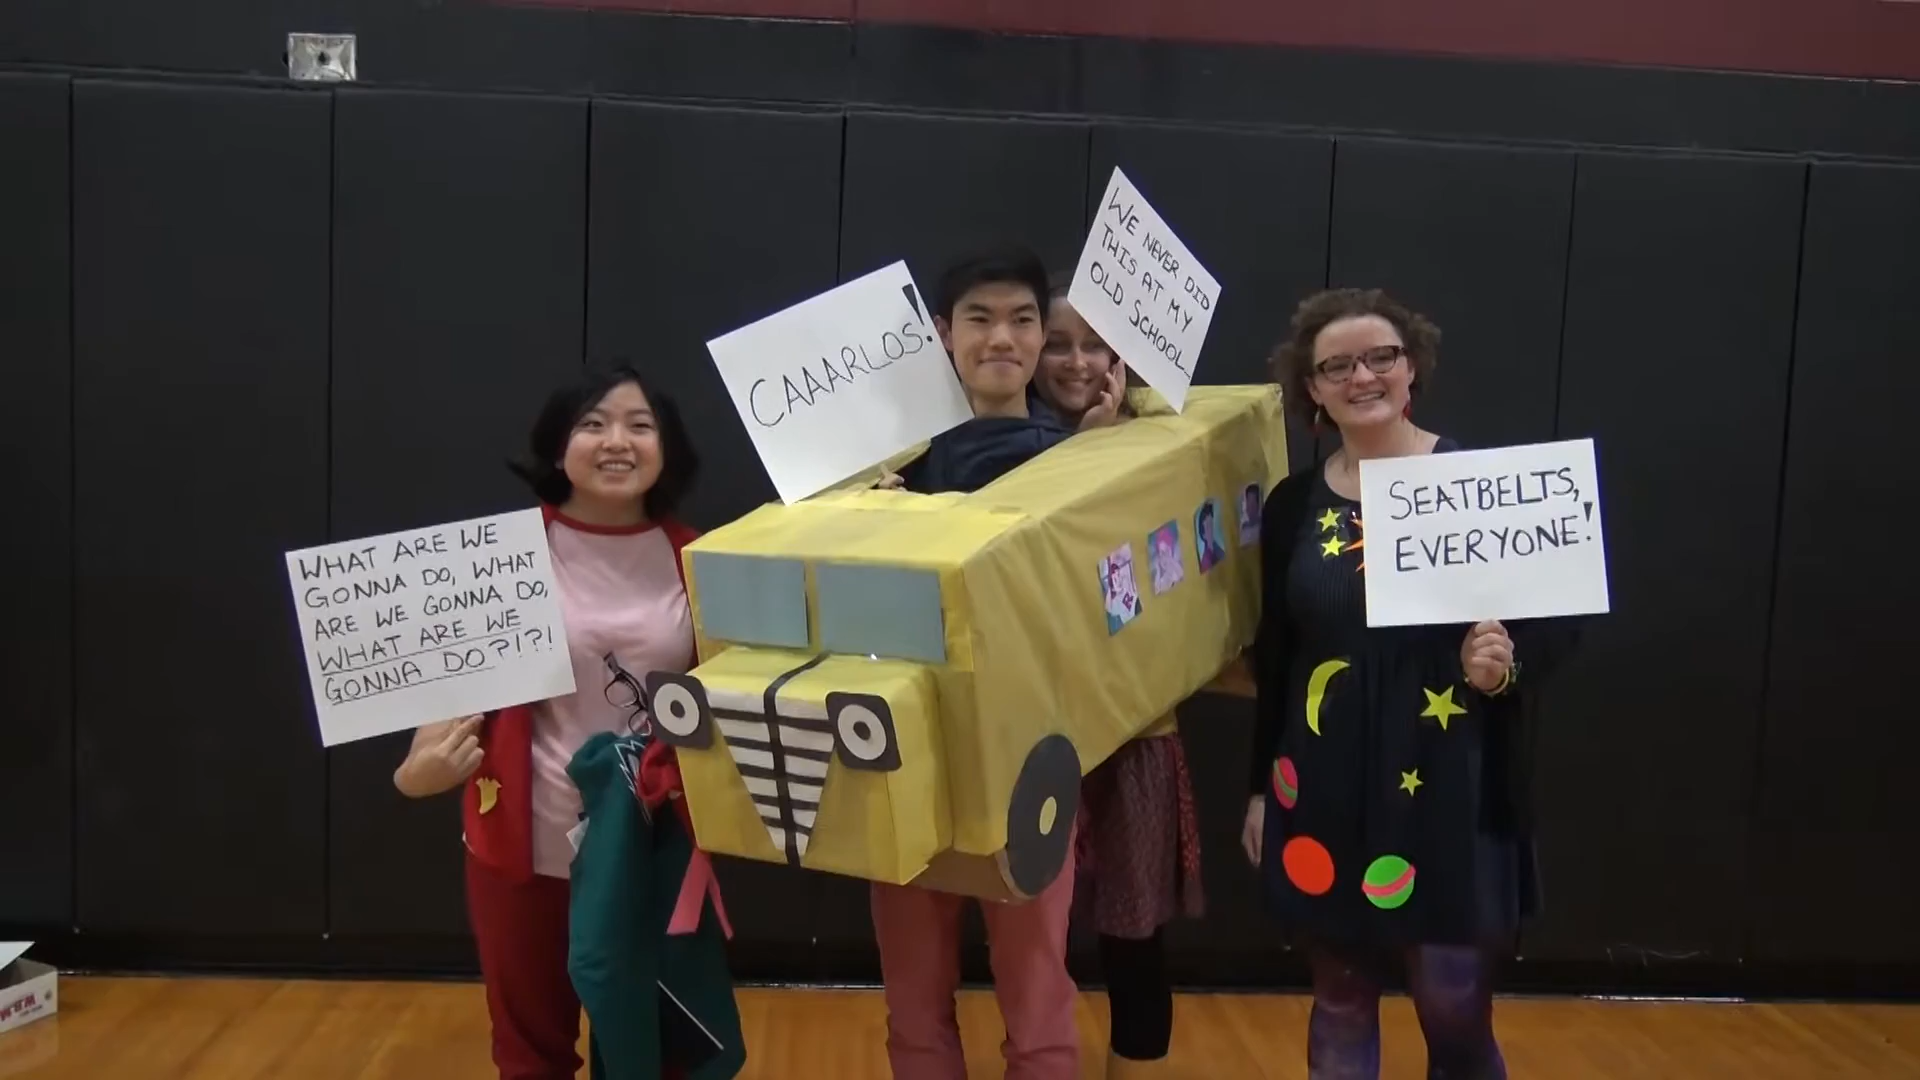 WHAT ARE WE
GONNA DO, WHAT
ARE WE GONNA DO,
WHAT ARE WE
GONNA DO?!?!
CAAARLOS!
WE NEVER DID
THIS AT MY
OLD SCHOOL...
SEATBELTS,
EVERYONE!